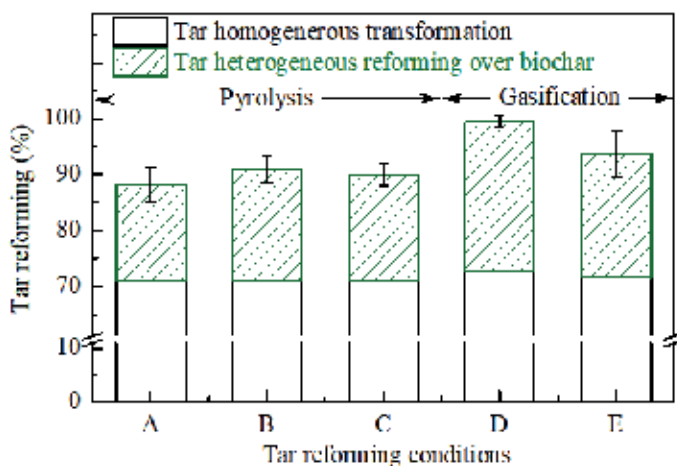 Tar homogenerous transformation
Tar heterogeneous reforming over biochar
Pyrolysis
Gasification
Tar reforming (%)
100
90
80
70
10
0
A B C D E
Tar reforming conditions